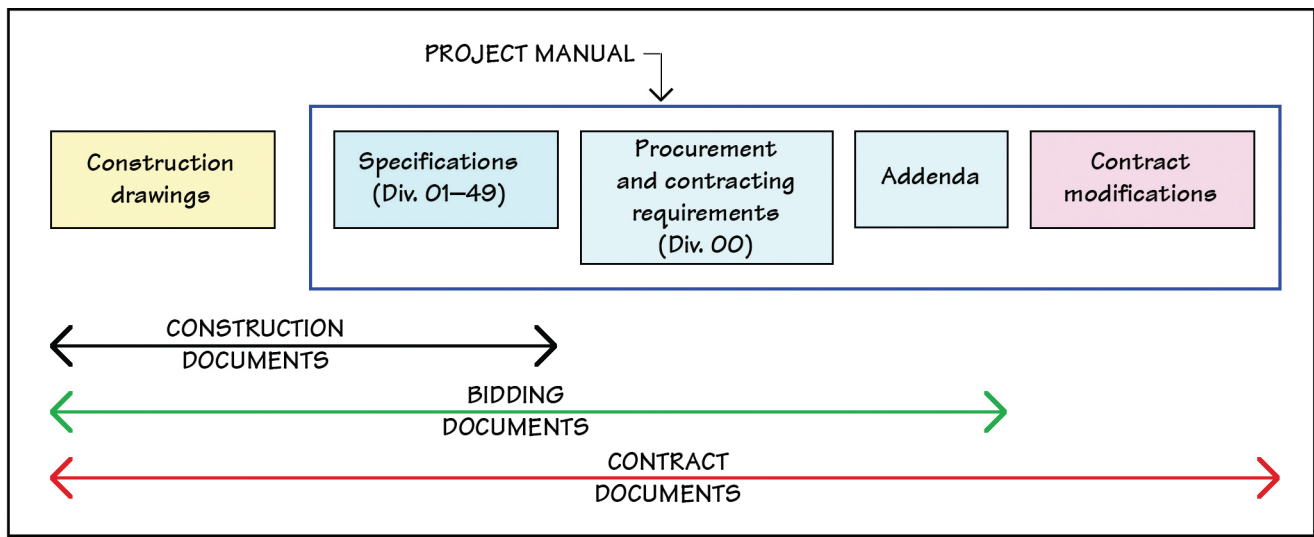 PROJECT MANUAL
Construction
drawings
Specifications
(Div. 01–49)
Procurement
and contracting
requirements
(Div. 00)
Addenda
Contract
modifications
CONSTRUCTION
DOCUMENTS
BIDDING
DOCUMENTS
CONTRACT
DOCUMENTS